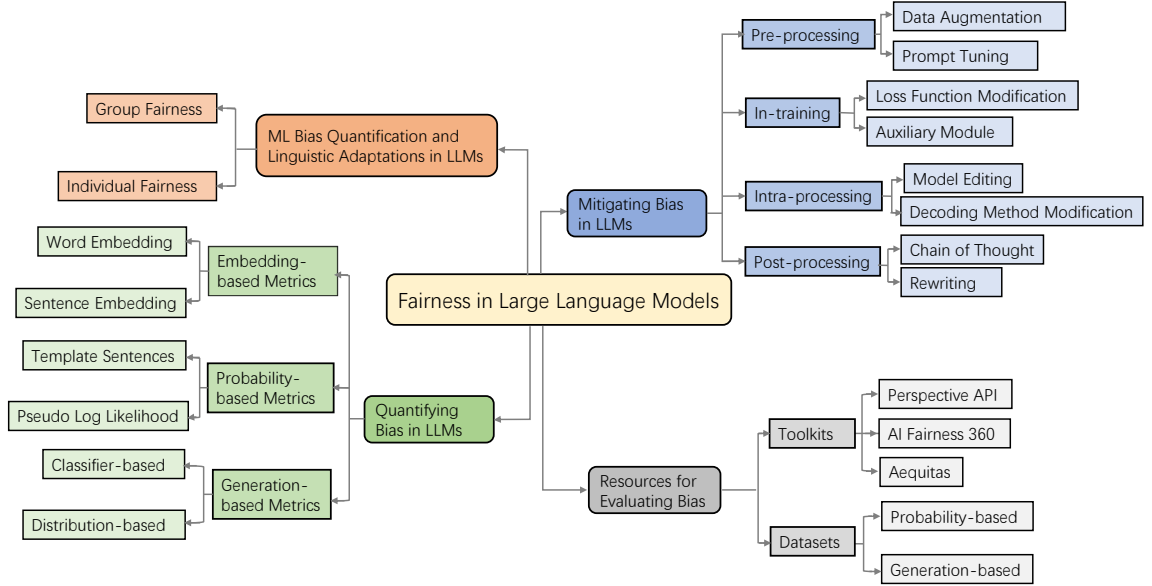 Fairness in Large Language Models
ML Bias Quantification and
Linguistic Adaptations in LLMs
Group Fairness
Individual Fairness
Quantifying
Bias in LLMs
Embedding-
based Metrics
Word Embedding
Sentence Embedding
Probability-
based Metrics
Template Sentences
Pseudo Log Likelihood
Generation-
based Metrics
Classifier-based
Distribution-based
Mitigating Bias
in LLMs
Pre-processing
Data Augmentation
Prompt Tuning
In-training
Loss Function Modification
Auxiliary Module
Intra-processing
Model Editing
Decoding Method Modification
Post-processing
Chain of Thought
Rewriting
Resources for
Evaluating Bias
Toolkits
Perspective API
AI Fairness 360
Aequitas
Datasets
Probability-based
Generation-based